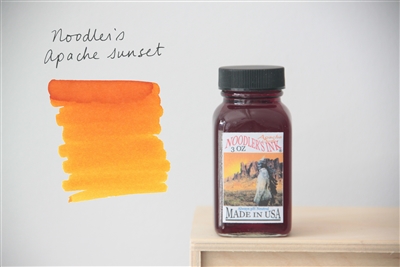 Noodler's
Apache sunset
NOODLER'S INK
3 OZ
MADE IN USA